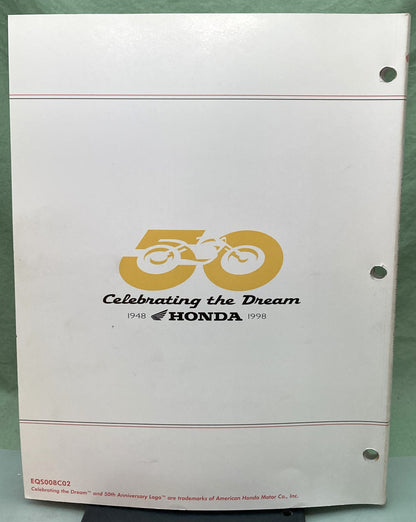 50
Celebrating the Dream
1948 HONDA 1998
EQS008C02
Celebrating the Dream™ and 50th Anniversary Logo™ are trademarks of American Honda Motor Co., Inc.